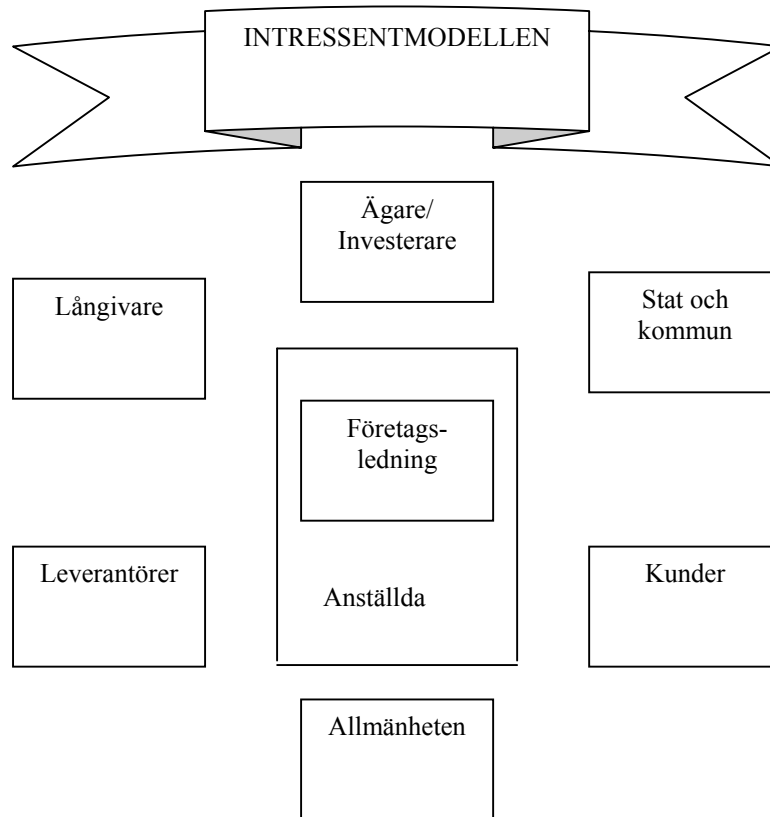 INTRESSENTMODELLEN
Ägare/
Investerare
Långivare
Stat och
kommun
Företags-
ledning
Leverantörer
Anställda
Kunder
Allmänheten